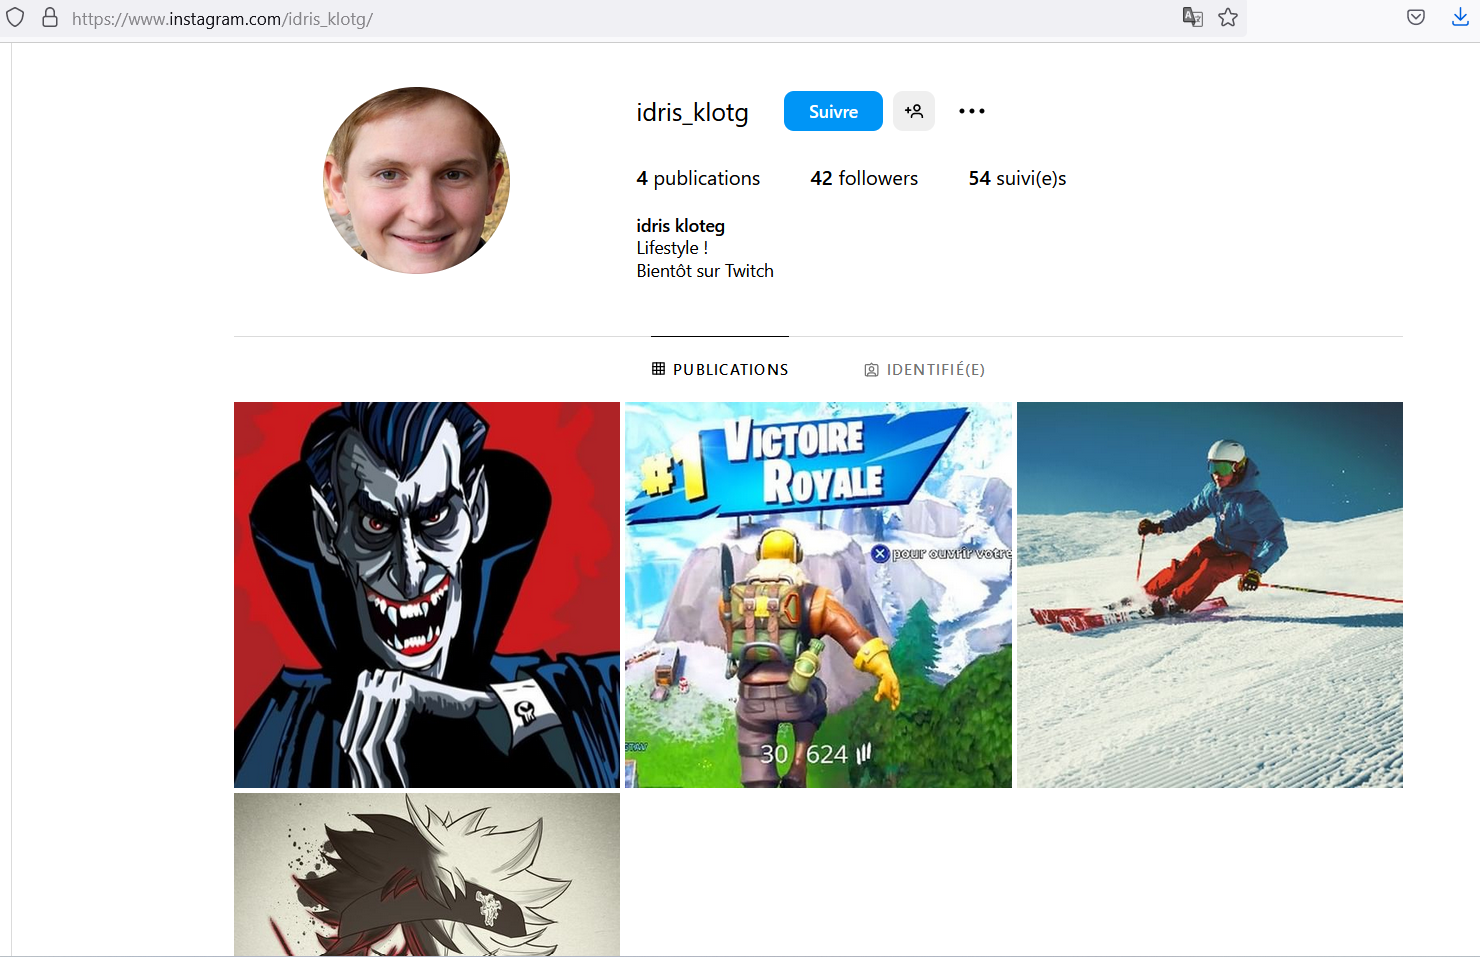 https://www.instagram.com/idris_klotg/
idris_klotg
Suivre
4 publications
42 followers
54 suivi(e)s
idris kloteg
Lifestyle !
Bientôt sur Twitch
PUBLICATIONS
IDENTIFIÉ(E)
#1 VICTOIRE
ROYALE
pour ouvrir votre
30 624